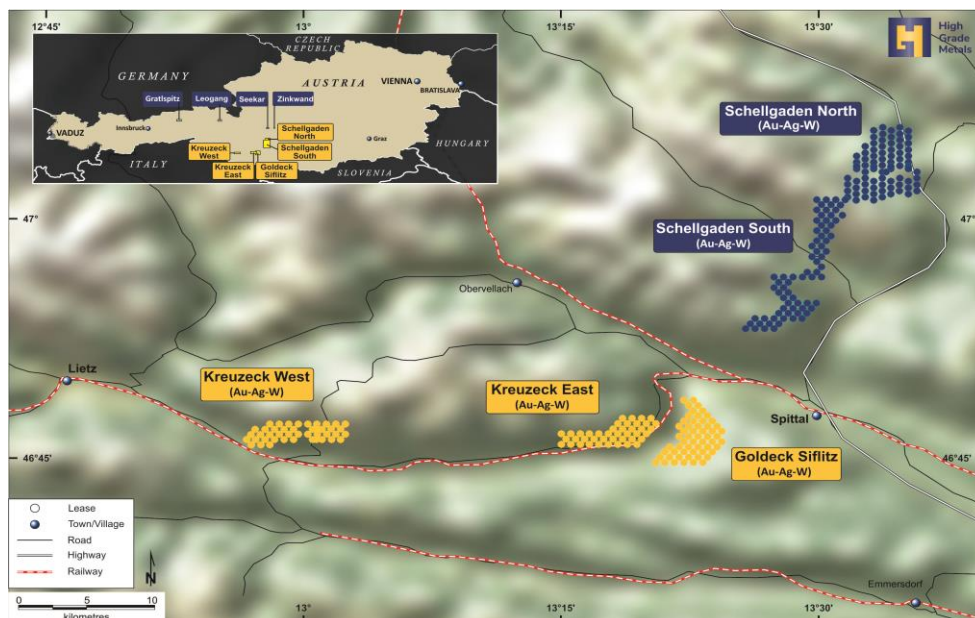 12°45'
13°
13°15'
13°30'
High
Grade
Metals
CZECH
REPUBLIC
GERMANY
AUSTRIA
VIENNA
BRATISLAVA
Gratlspitz
Leogang
Seekar
Zinkwand
VADUZ
Innsbruck
Schellgaden
North
Schellgaden
South
Graz
HUNGARY
Kreuzeck
West
ITALY
Kreuzeck
East
Goldeck
Siflitz
SLOVENIA
Schellgaden North
(Au-Ag-W)
47°
47°
Schellgaden South
(Au-Ag-W)
Obervellach
Lietz
Kreuzeck West
(Au-Ag-W)
Kreuzeck East
(Au-Ag-W)
Spittal
46°45'
Goldeck Siflitz
(Au-Ag-W)
46°45'
Lease
Town/Village
Road
Highway
Railway
N
Emmersdorf
0 5 10
kilometres
13°
13°15'
13°30'